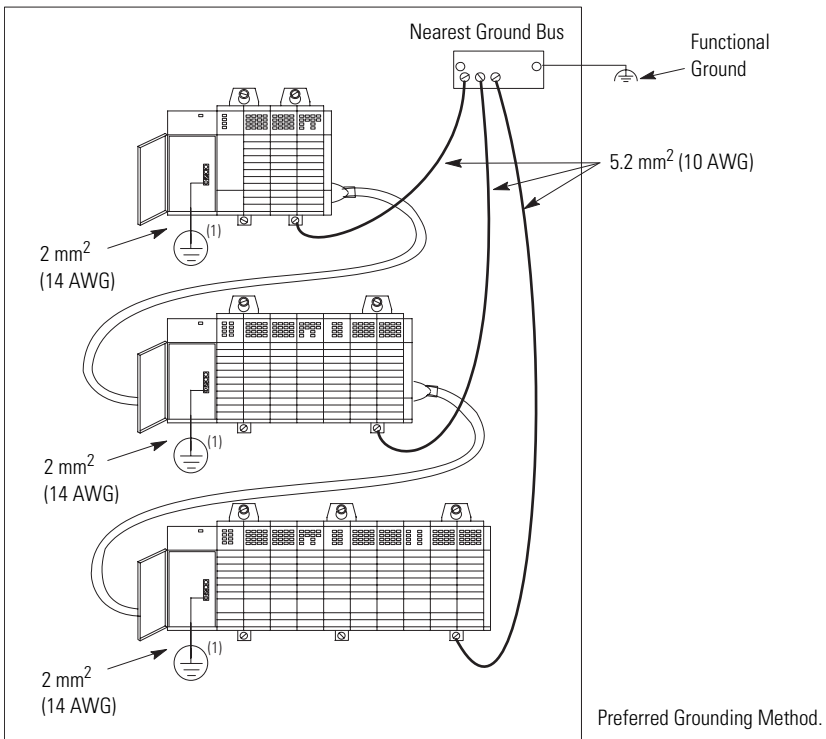 Nearest Ground Bus
Functional
Ground
5.2 mm² (10 AWG)
(1)
2 mm²
(14 AWG)
(1)
2 mm²
(14 AWG)
(1)
2 mm²
(14 AWG)
Preferred Grounding Method.